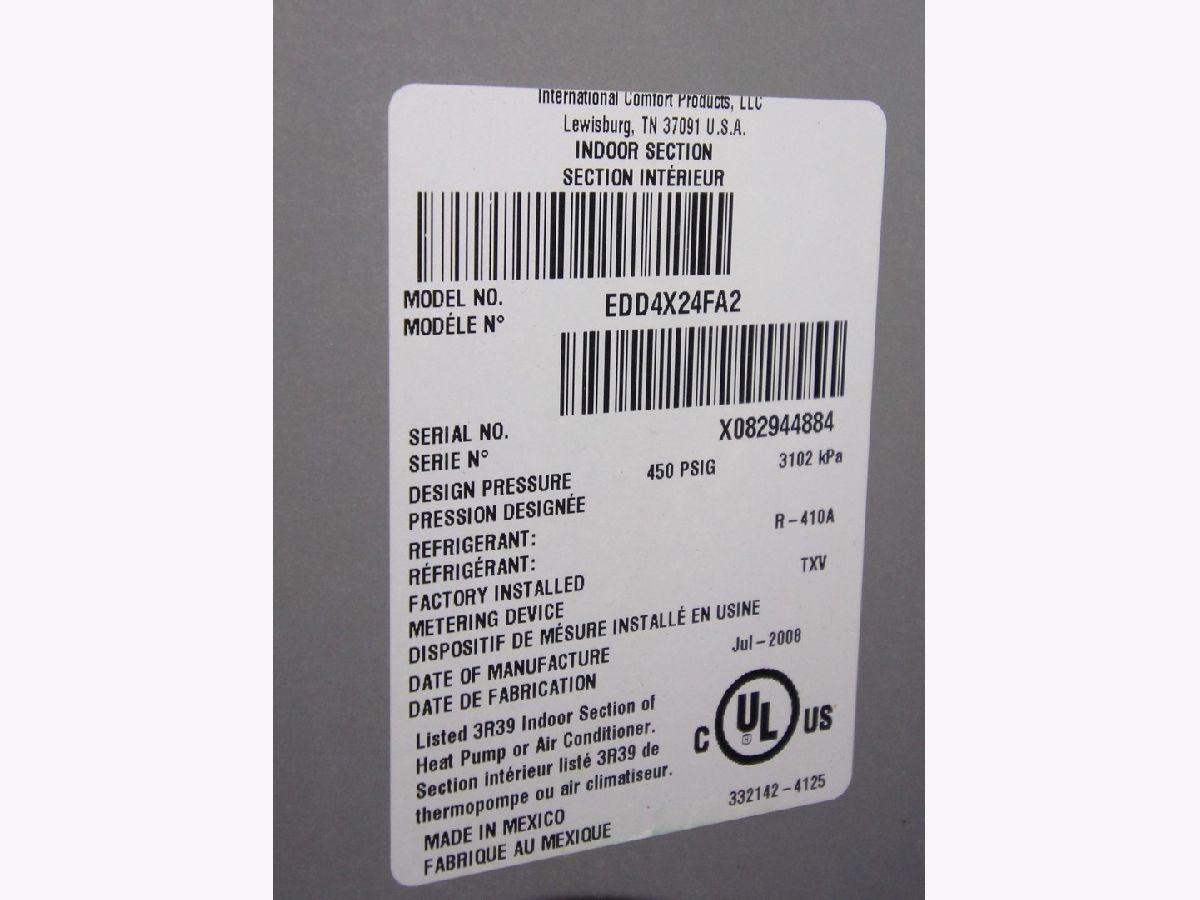 International Comfort Products, LLC
Lewisburg, TN 37091 U.S.A.
INDOOR SECTION
SECTION INTÉRIEUR
MODEL NO. EDD4X24FA2
MODÉLE N°
SERIAL NO. X082944884
SERIE N°
DESIGN PRESSURE 450 PSIG 3102 kPa
PRESSION DESIGNÉE
REFRIGERANT: R-410A
RÉFRIGÉRANT:
FACTORY INSTALLED TXV
METERING DEVICE
DISPOSITIF DE MÉSURE INSTALLÉ EN USINE
DATE OF MANUFACTURE Jul-2008
DATE DE FABRICATION
Listed 3R39 Indoor Section of
Heat Pump or Air Conditioner.
Section intérieur listé 3R39 de
thermopompe ou air climatiseur.
C UL US
332142-4125
MADE IN MEXICO
FABRIQUE AU MEXIQUE